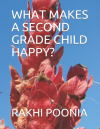 WHAT MAKES A
SECOND
GRADE CHILD
HAPPY?
RAKHI POONIA